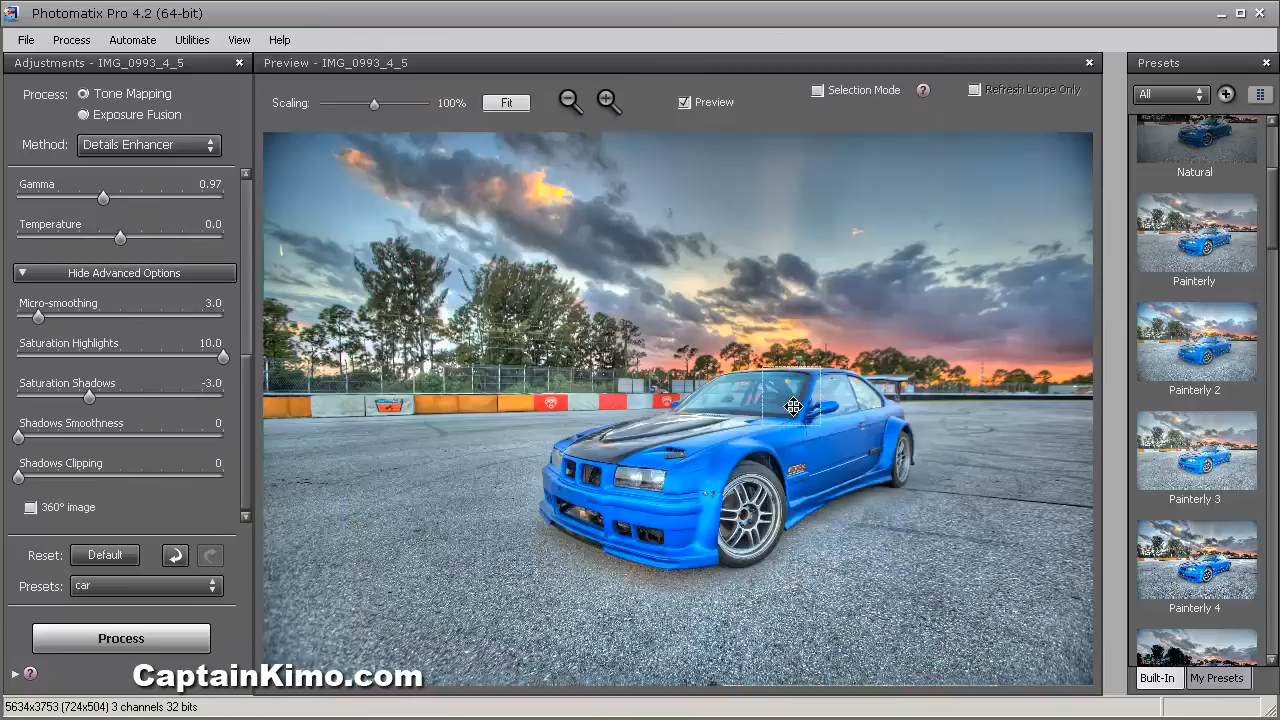 Photomatix Pro 4.2 (64-bit)
File Process Automate Utilities View Help
Adjustments - IMG_0993_4_5
Process: Tone Mapping
Exposure Fusion
Method: Details Enhancer
Gamma 0.97
Temperature 0.0
Hide Advanced Options
Micro-smoothing 3.0
Saturation Highlights 10.0
Saturation Shadows -3.0
Shadows Smoothness 0
Shadows Clipping 0
360° image
Reset: Default
Presets: car
Process
?
Preview - IMG_0993_4_5
Scaling: 100% Fit
Preview
Selection Mode ?
Refresh Loupe Only
Presets
All
Natural
Painterly
Painterly 2
Painterly 3
Painterly 4
Built-In My Presets
CaptainKimo.com
5634x3753 (724x504) 3 channels 32 bits